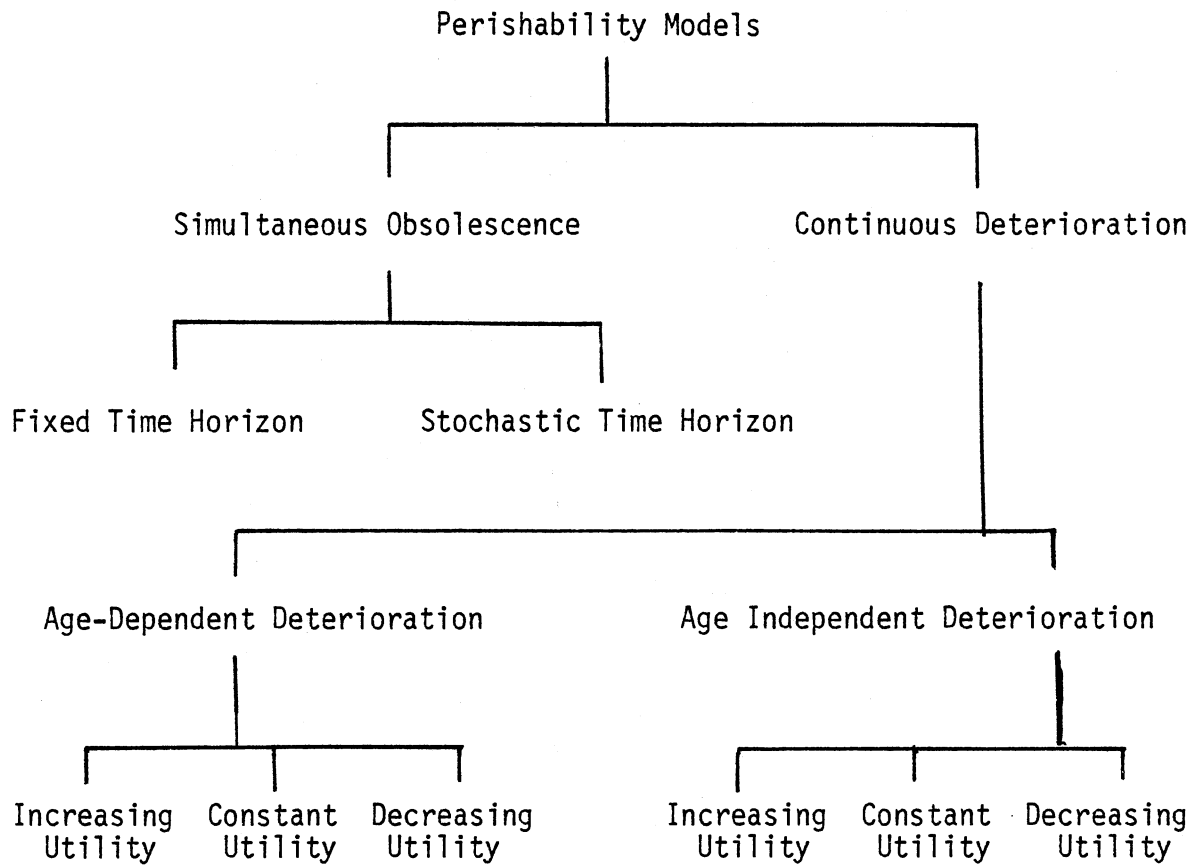 Perishability Models
Simultaneous Obsolescence
Continuous Deterioration
Fixed Time Horizon
Stochastic Time Horizon
Age-Dependent Deterioration
Age Independent Deterioration
Increasing
Utility
Constant
Utility
Decreasing
Utility
Increasing
Utility
Constant
Utility
Decreasing
Utility